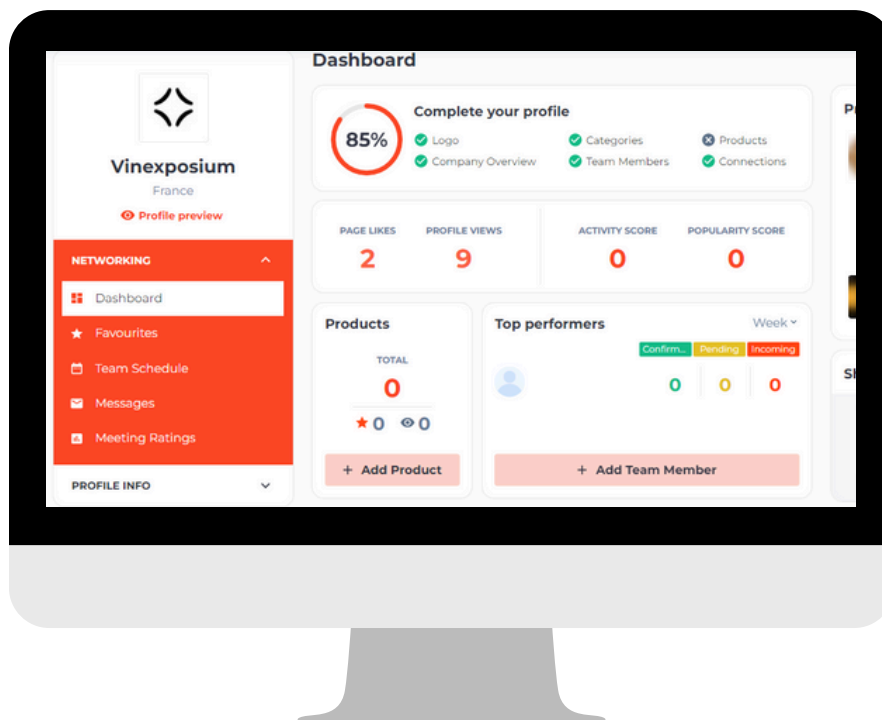 Dashboard
Vinexposium
France
Profile preview
NETWORKING
Dashboard
Favourites
Team Schedule
Messages
Meeting Ratings
PROFILE INFO
85%
Complete your profile
Logo
Categories
Products
Company Overview
Team Members
Connections
PAGE LIKES
PROFILE VIEWS
ACTIVITY SCORE
POPULARITY SCORE
2
9
0
0
Products
TOTAL
0
0 0
+ Add Product
Top performers
Week
Confirm... Pending Incoming
0 0 0
+ Add Team Member